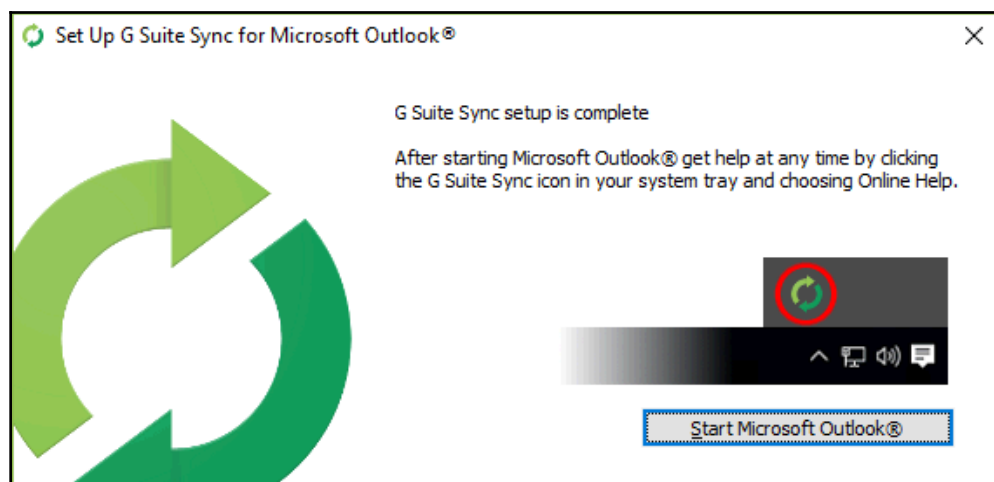 Set Up G Suite Sync for Microsoft Outlook®
G Suite Sync setup is complete
After starting Microsoft Outlook® get help at any time by clicking
the G Suite Sync icon in your system tray and choosing Online Help.
Start Microsoft Outlook®